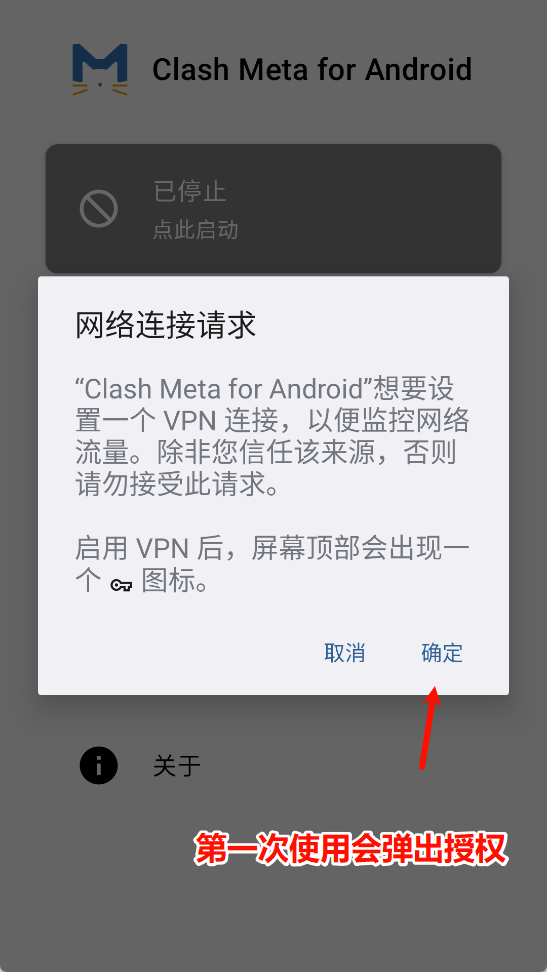 Clash Meta for Android
已停止
点此启动
网络连接请求
“Clash Meta for Android”想要设
置一个 VPN 连接，以便监控网络
流量。除非您信任该来源，否则
请勿接受此请求。
启用 VPN 后，屏幕顶部会出现一
个 图标。
取消 确定
关于
第一次使用会弹出授权